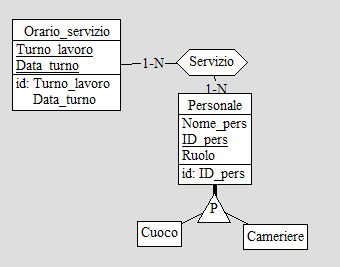 Orario_servizio
Turno_lavoro
Data_turno
id: Turno_lavoro
Data_turno
1-N
Servizio
1-N
Personale
Nome_pers
ID_pers
Ruolo
id: ID_pers
P
Cuoco
Cameriere